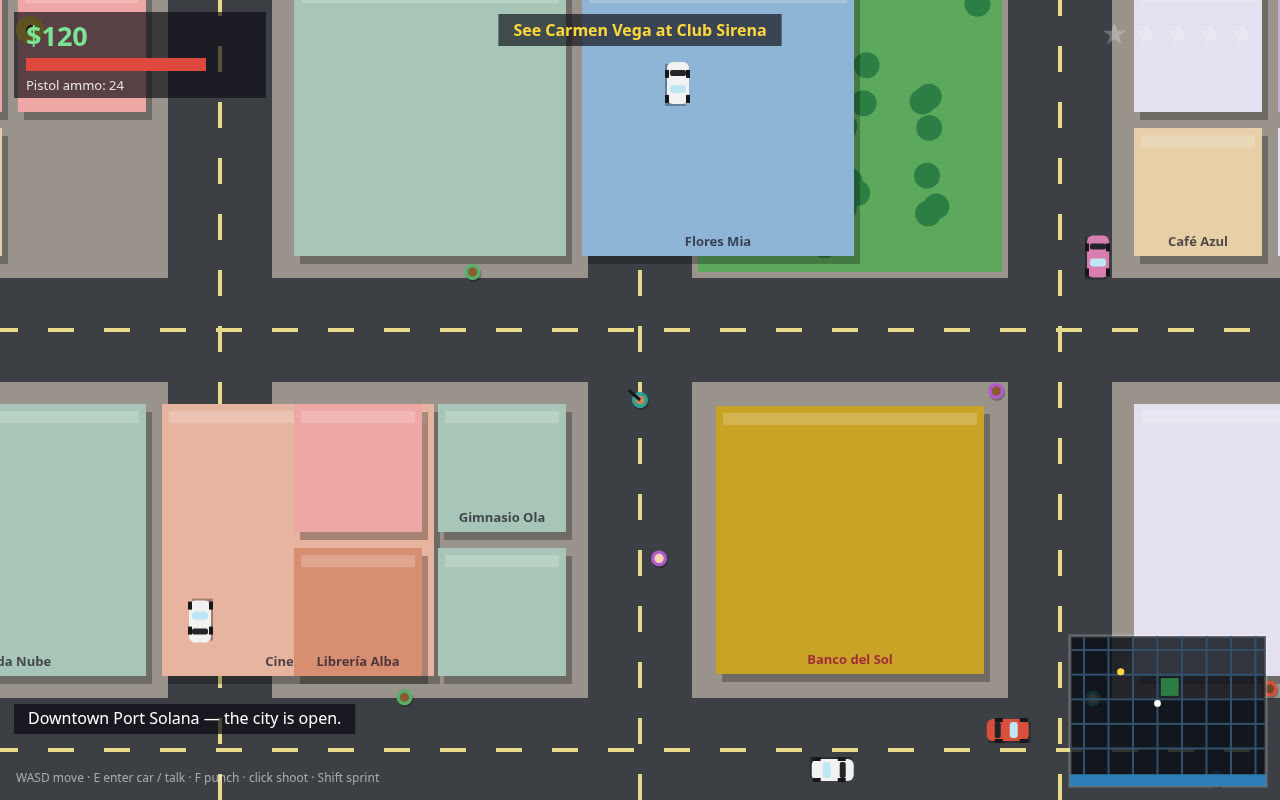 $120
Pistol ammo: 24
See Carmen Vega at Club Sirena
Flores Mia
Café Azul
Gimnasio Ola
da Nube
Cine
Librería Alba
Banco del Sol
Downtown Port Solana — the city is open.
WASD move · E enter car / talk · F punch · click shoot · Shift sprint